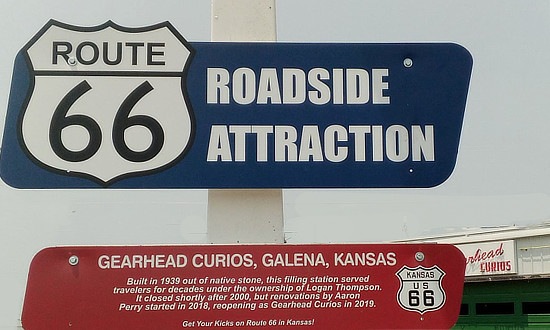 ROUTE
66
ROADSIDE
ATTRACTION
GEARHEAD CURIOS, GALENA, KANSAS
Built in 1939 out of native stone, this filling station served
travelers for decades under the ownership of Logan Thompson.
It closed shortly after 2000, but renovations by Aaron
Perry started in 2018, reopening as Gearhead Curios in 2019.
Get Your Kicks on Route 66 in Kansas!
KANSAS
US
66
CURIOS